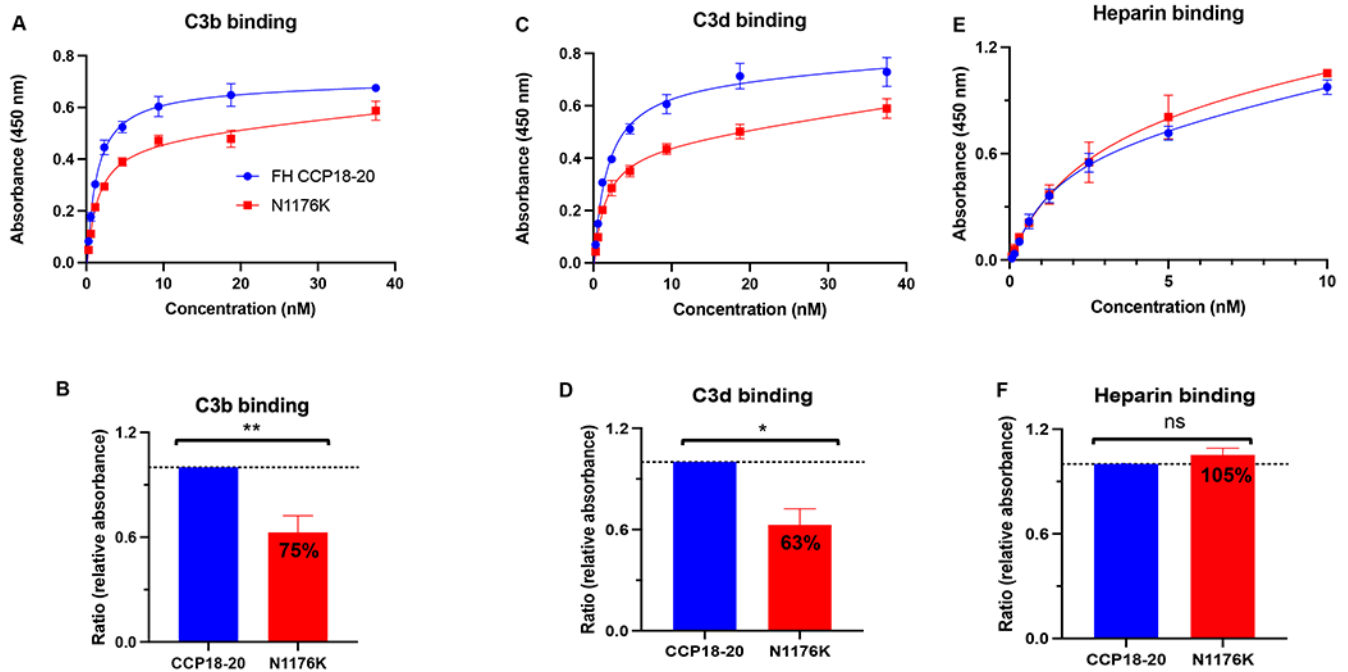 A
C3b binding
Absorbance (450 nm)
0.8
0.6
0.4
0.2
0.0
FH CCP18-20
N1176K
0
10
20
30
40
Concentration (nM)
C
C3d binding
Absorbance (450 nm)
0.8
0.6
0.4
0.2
0.0
0
10
20
30
40
Concentration (nM)
E
Heparin binding
Absorbance (450 nm)
1.2
0.6
0.0
0
5
10
Concentration (nM)
B
C3b binding
Ratio (relative absorbance)
**
1.2
0.6
0.0
75%
CCP18-20
N1176K
D
C3d binding
Ratio (relative absorbance)
*
1.2
0.6
0.0
63%
CCP18-20
N1176K
F
Heparin binding
Ratio (relative absorbance)
ns
1.2
0.6
0.0
105%
CCP18-20
N1176K